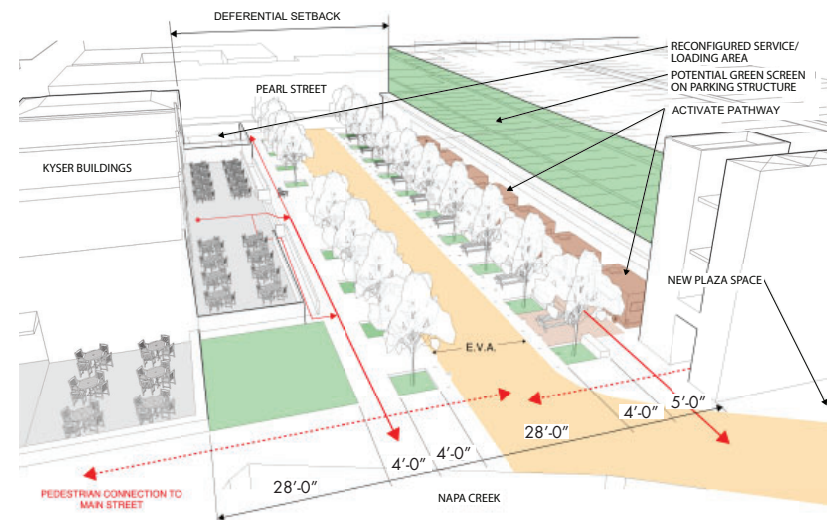 DEFERENTIAL SETBACK
RECONFIGURED SERVICE/
LOADING AREA
POTENTIAL GREEN SCREEN
ON PARKING STRUCTURE
PEARL STREET
ACTIVATE PATHWAY
KYSER BUILDINGS
NEW PLAZA SPACE
E.V.A.
5'-0"
4'-0"
28'-0"
4'-0"
4'-0"
28'-0"
PEDESTRIAN CONNECTION TO
MAIN STREET
NAPA CREEK